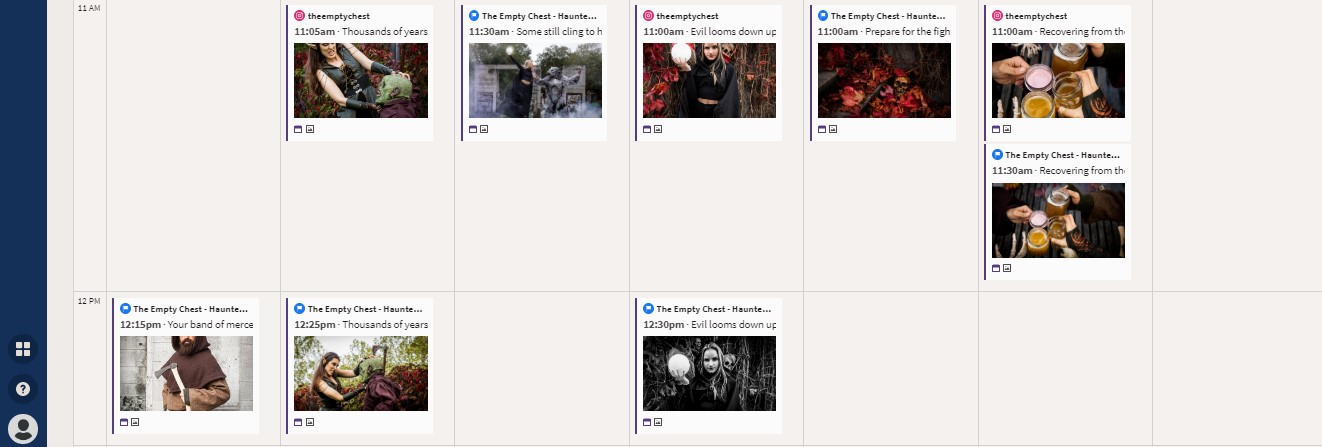 11 AM
theemptychest
11:05am · Thousands of years
The Empty Chest - Haunte...
11:30am · Some still cling to h
theemptychest
11:00am · Evil looms down up
The Empty Chest - Haunte...
11:00am · Prepare for the figh
theemptychest
11:00am · Recovering from the
The Empty Chest - Haunte...
11:30am · Recovering from the
12 PM
The Empty Chest - Haunte...
12:15pm · Your band of merce
The Empty Chest - Haunte...
12:25pm · Thousands of years
The Empty Chest - Haunte...
12:30pm · Evil looms down up